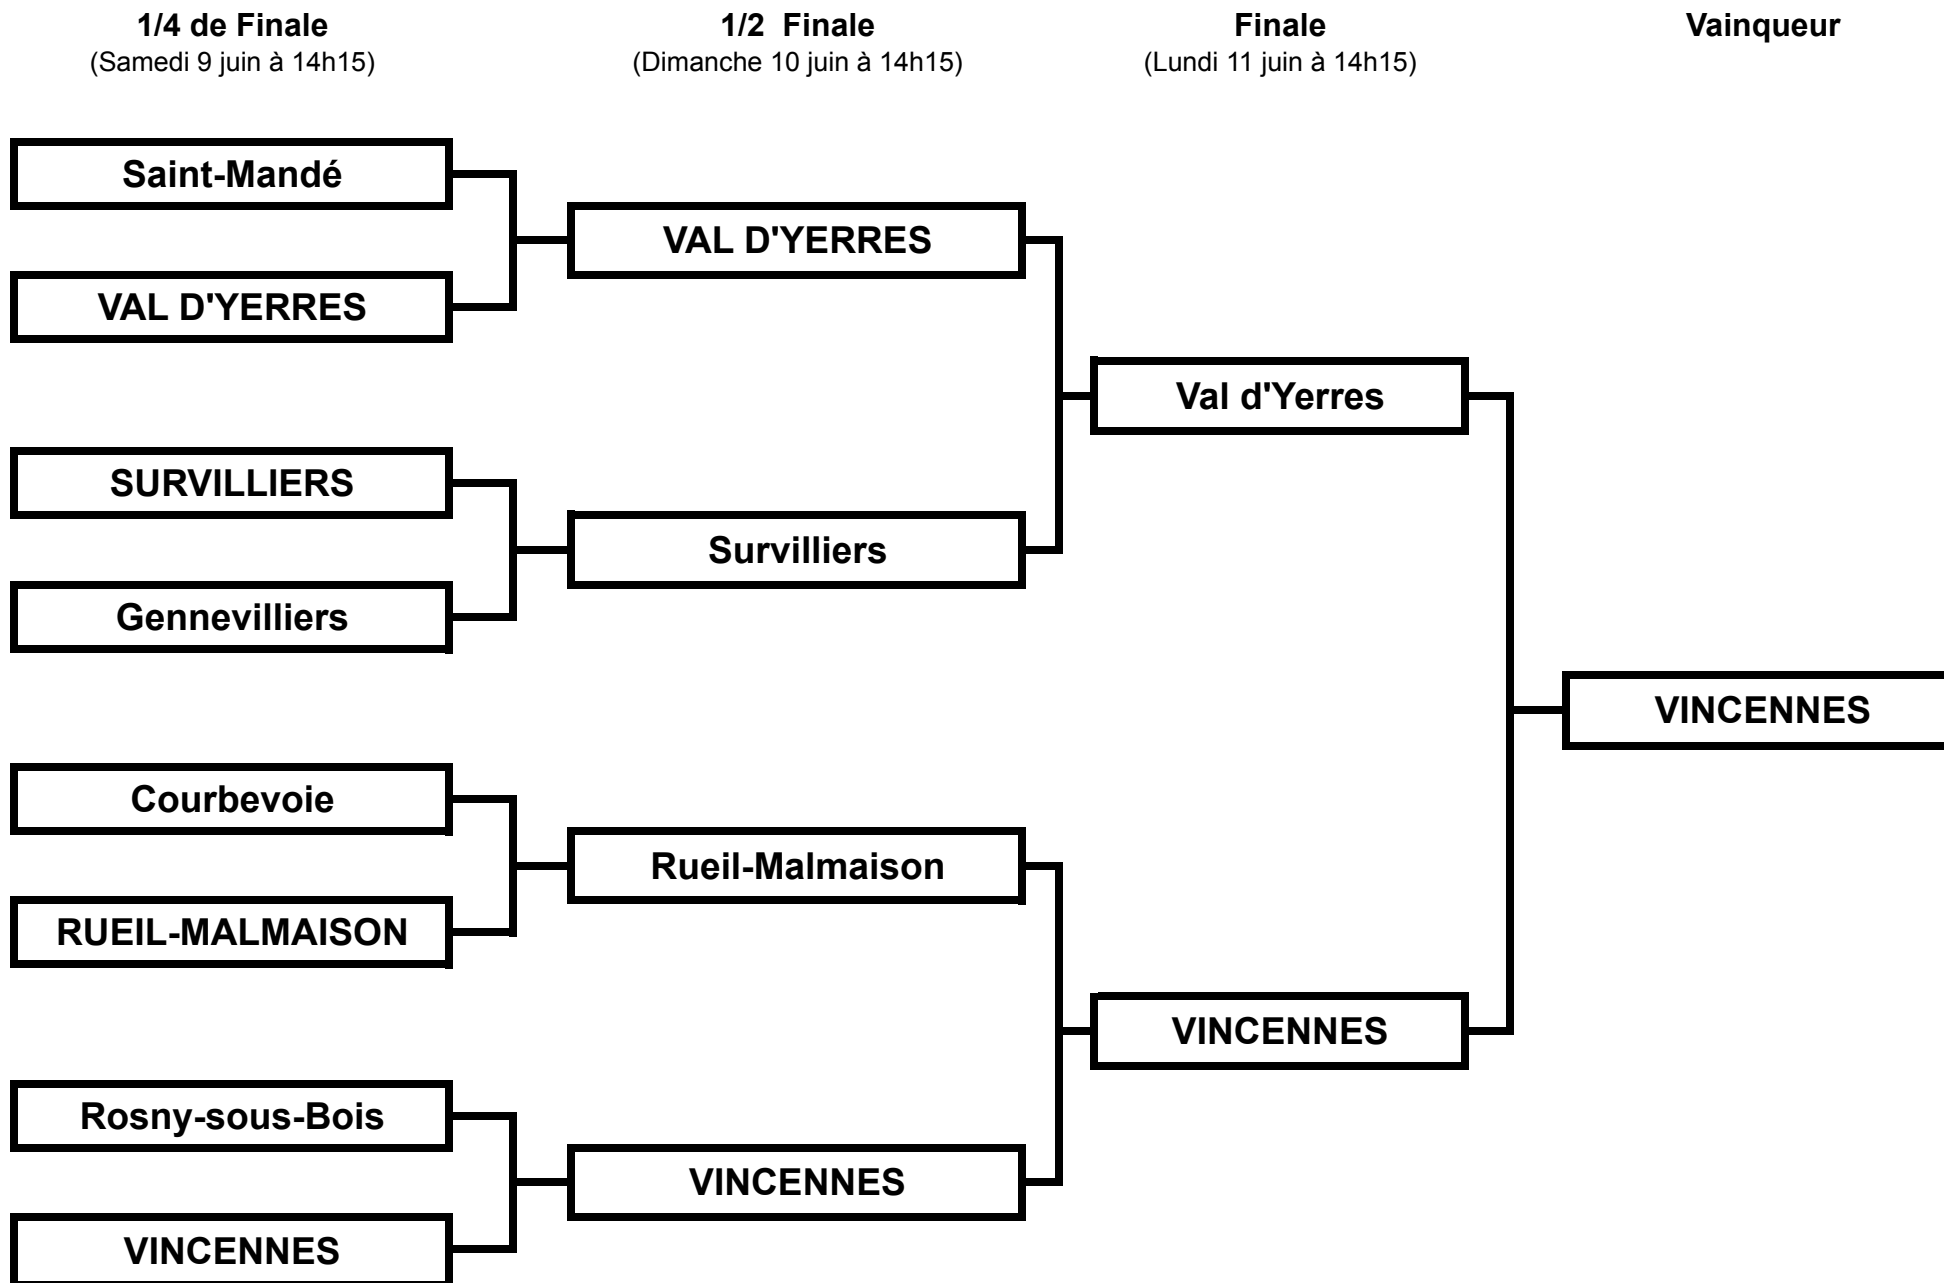 1/4 de Finale
(Samedi 9 juin à 14h15)
1/2 Finale
(Dimanche 10 juin à 14h15)
Finale
(Lundi 11 juin à 14h15)
Vainqueur
Saint-Mandé
VAL D'YERRES
SURVILLIERS
Gennevilliers
Courbevoie
RUEIL-MALMAISON
Rosny-sous-Bois
VINCENNES
VAL D'YERRES
Survilliers
Rueil-Malmaison
VINCENNES
Val d'Yerres
VINCENNES
VINCENNES